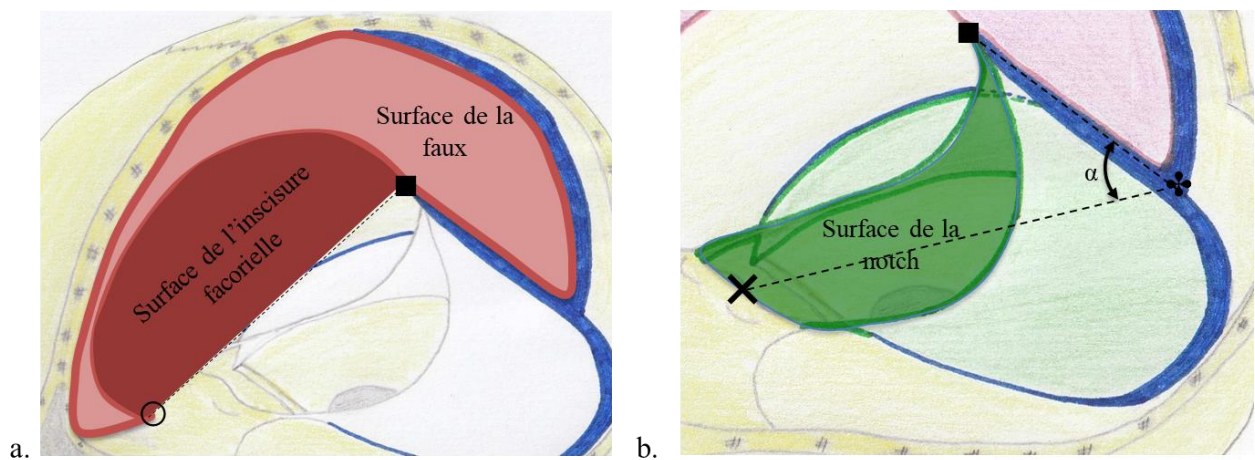 Surface de la
faux
Surface de l’inscisure
facorielle
a.
Surface de la
notch
α
b.